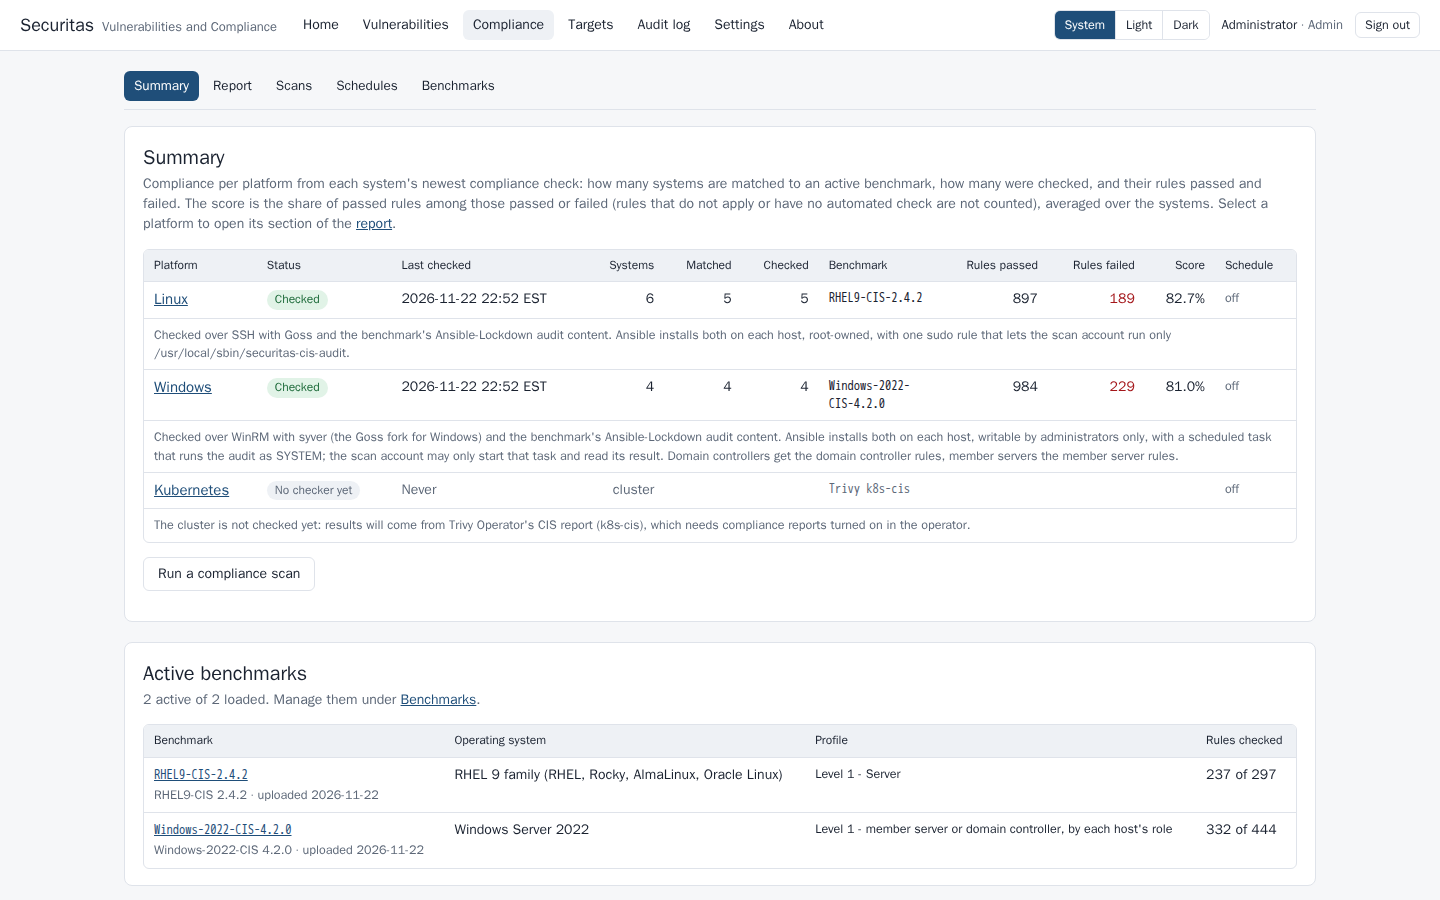 Securitas Vulnerabilities and Compliance Home Vulnerabilities Compliance Targets Audit log Settings About System Light Dark Administrator · Admin Sign out
Summary Report Scans Schedules Benchmarks
Summary
Compliance per platform from each system's newest compliance check: how many systems are matched to an active benchmark, how many were checked, and their rules passed and
failed. The score is the share of passed rules among those passed or failed (rules that do not apply or have no automated check are not counted), averaged over the systems. Select a
platform to open its section of the report.
Platform Status Last checked Systems Matched Checked Benchmark Rules passed Rules failed Score Schedule
Linux Checked 2026-11-22 22:52 EST 6 5 5 RHEL9-CIS-2.4.2 897 189 82.7% off
Checked over SSH with Goss and the benchmark's Ansible-Lockdown audit content. Ansible installs both on each host, root-owned, with one sudo rule that lets the scan account run only
/usr/local/sbin/securitas-cis-audit.
Windows Checked 2026-11-22 22:52 EST 4 4 4 Windows-2022- 984 229 81.0% off
CIS-4.2.0
Checked over WinRM with syver (the Goss fork for Windows) and the benchmark's Ansible-Lockdown audit content. Ansible installs both on each host, writable by administrators only, with a scheduled task
that runs the audit as SYSTEM; the scan account may only start that task and read its result. Domain controllers get the domain controller rules, member servers the member server rules.
Kubernetes No checker yet Never cluster Trivy k8s-cis off
The cluster is not checked yet: results will come from Trivy Operator's CIS report (k8s-cis), which needs compliance reports turned on in the operator.
Run a compliance scan
Active benchmarks
2 active of 2 loaded. Manage them under Benchmarks.
Benchmark Operating system Profile Rules checked
RHEL9-CIS-2.4.2 RHEL 9 family (RHEL, Rocky, AlmaLinux, Oracle Linux) Level 1 - Server 237 of 297
RHEL9-CIS 2.4.2 · uploaded 2026-11-22
Windows-2022-CIS-4.2.0 Windows Server 2022 Level 1 - member server or domain controller, by each host's role 332 of 444
Windows-2022-CIS 4.2.0 · uploaded 2026-11-22